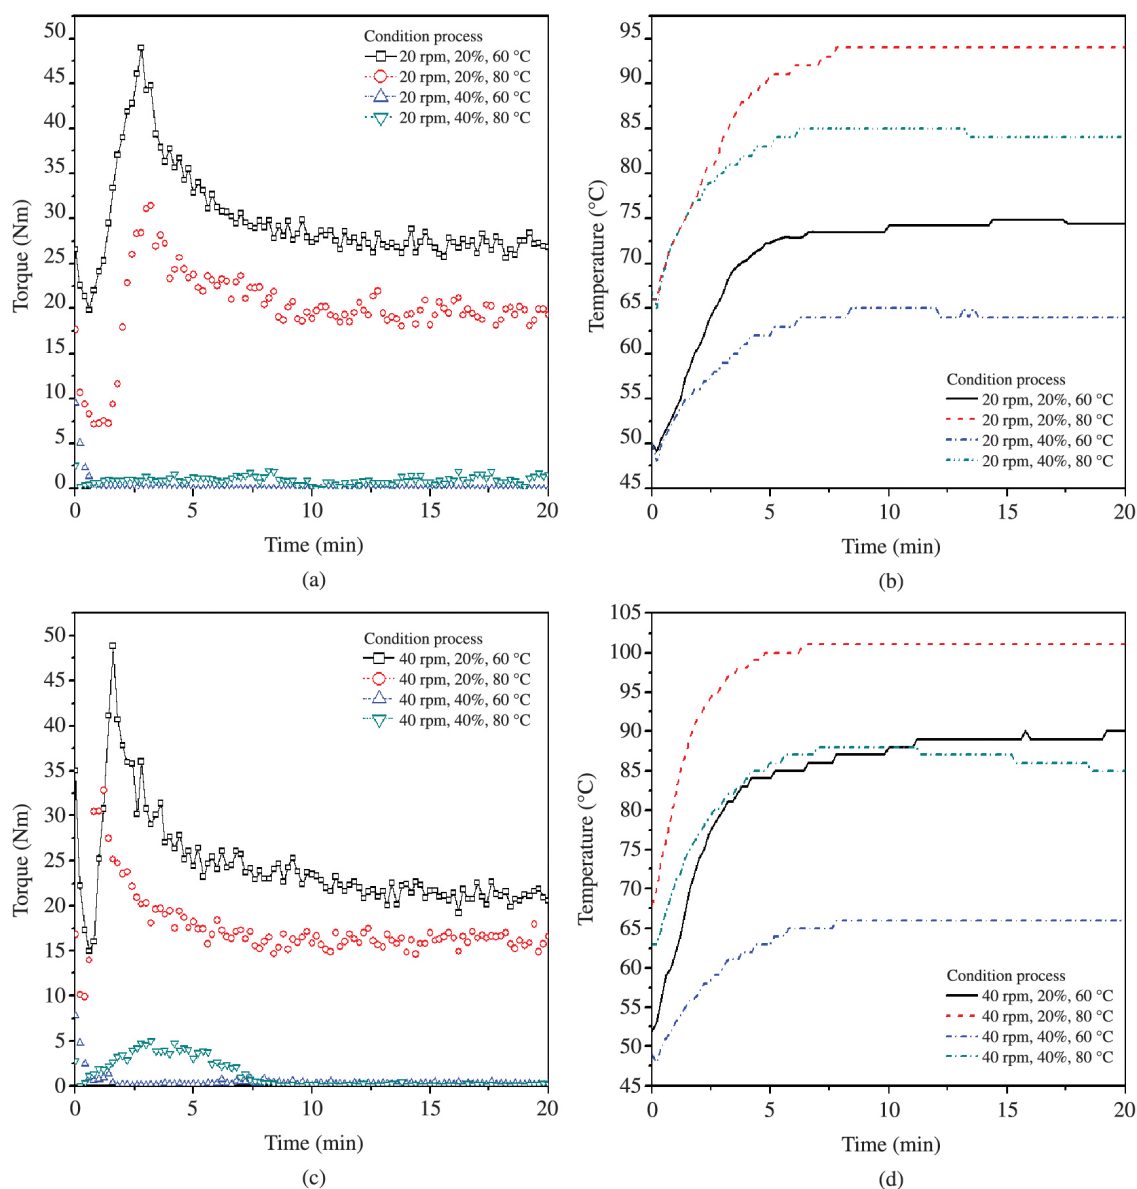 50
45
40
35
30
25
20
15
10
5
0
Torque (Nm)
0 5 10 15 20
Time (min)
Condition process
20 rpm, 20%, 60 °C
20 rpm, 20%, 80 °C
20 rpm, 40%, 60 °C
20 rpm, 40%, 80 °C
(a)
95
90
85
80
75
70
65
60
55
50
45
Temperature (°C)
0 5 10 15 20
Time (min)
Condition process
20 rpm, 20%, 60 °C
20 rpm, 20%, 80 °C
20 rpm, 40%, 60 °C
20 rpm, 40%, 80 °C
(b)
50
45
40
35
30
25
20
15
10
5
0
Torque (Nm)
0 5 10 15 20
Time (min)
Condition process
40 rpm, 20%, 60 °C
40 rpm, 20%, 80 °C
40 rpm, 40%, 60 °C
40 rpm, 40%, 80 °C
(c)
105
100
95
90
85
80
75
70
65
60
55
50
45
Temperature (°C)
0 5 10 15 20
Time (min)
Condition process
40 rpm, 20%, 60 °C
40 rpm, 20%, 80 °C
40 rpm, 40%, 60 °C
40 rpm, 40%, 80 °C
(d)